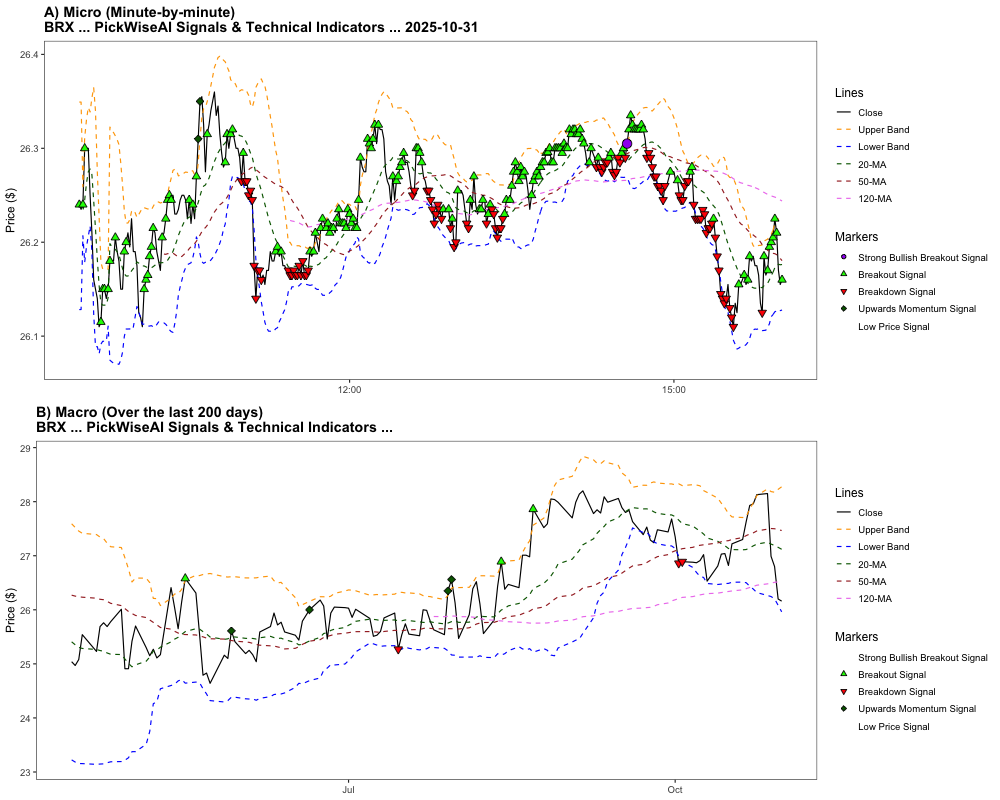 A) Micro (Minute-by-minute)
BRX ... PickWiseAI Signals & Technical Indicators ... 2025-10-31
Price ($)
26.4
26.3
26.2
26.1
12:00
15:00
Lines
Close
Upper Band
Lower Band
20-MA
50-MA
120-MA
Markers
Strong Bullish Breakout Signal
Breakout Signal
Breakdown Signal
Upwards Momentum Signal
Low Price Signal
B) Macro (Over the last 200 days)
BRX ... PickWiseAI Signals & Technical Indicators ...
Price ($)
29
28
27
26
25
24
23
Jul
Oct
Lines
Close
Upper Band
Lower Band
20-MA
50-MA
120-MA
Markers
Strong Bullish Breakout Signal
Breakout Signal
Breakdown Signal
Upwards Momentum Signal
Low Price Signal